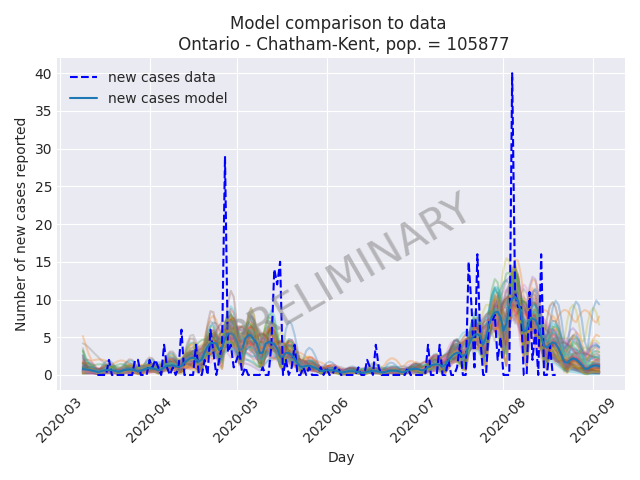 Model comparison to data
Ontario - Chatham-Kent, pop. = 105877
new cases data
new cases model
Number of new cases reported
40
35
30
25
20
15
10
5
0
PRELIMINARY
2020-03
2020-04
2020-05
2020-06
2020-07
2020-08
2020-09
Day